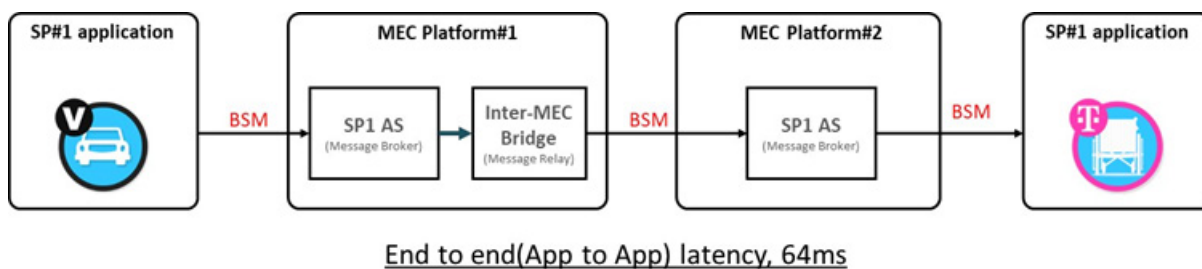 SP#1 application
V
BSM
MEC Platform#1
SP1 AS
(Message Broker)
Inter-MEC
Bridge
(Message Relay)
BSM
MEC Platform#2
SP1 AS
(Message Broker)
BSM
SP#1 application
T
End to end(App to App) latency, 64ms